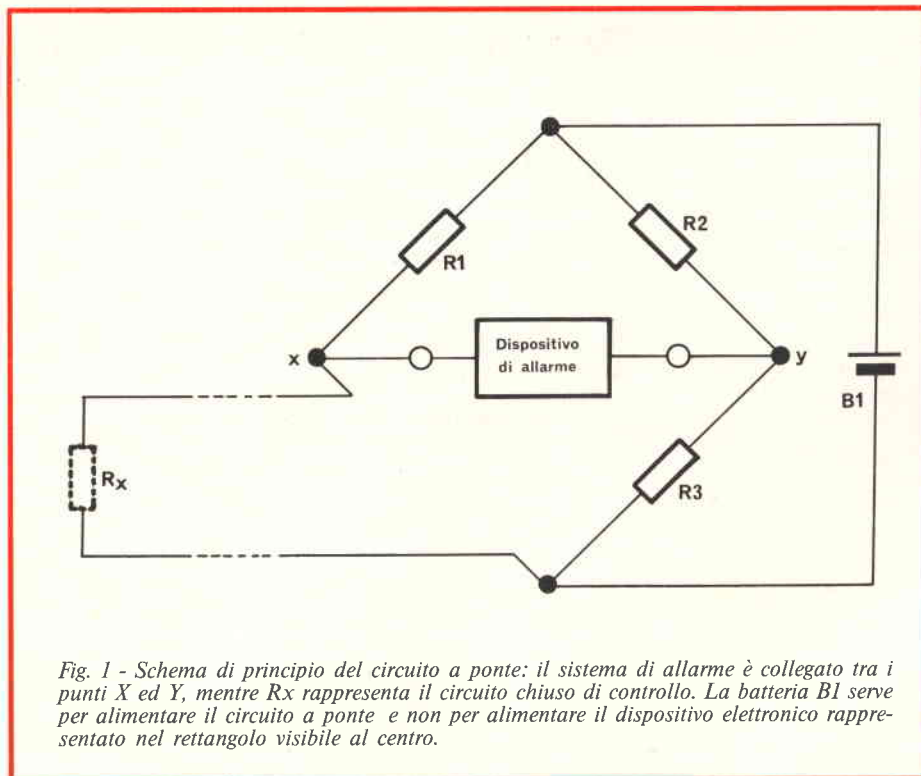 R1
R2
x
Dispositivo
di allarme
y
B1
Rx
R3
Fig. 1 - Schema di principio del circuito a ponte: il sistema di allarme è collegato tra i
punti X ed Y, mentre Rx rappresenta il circuito chiuso di controllo. La batteria B1 serve
per alimentare il circuito a ponte e non per alimentare il dispositivo elettronico rappre-
sentato nel rettangolo visibile al centro.